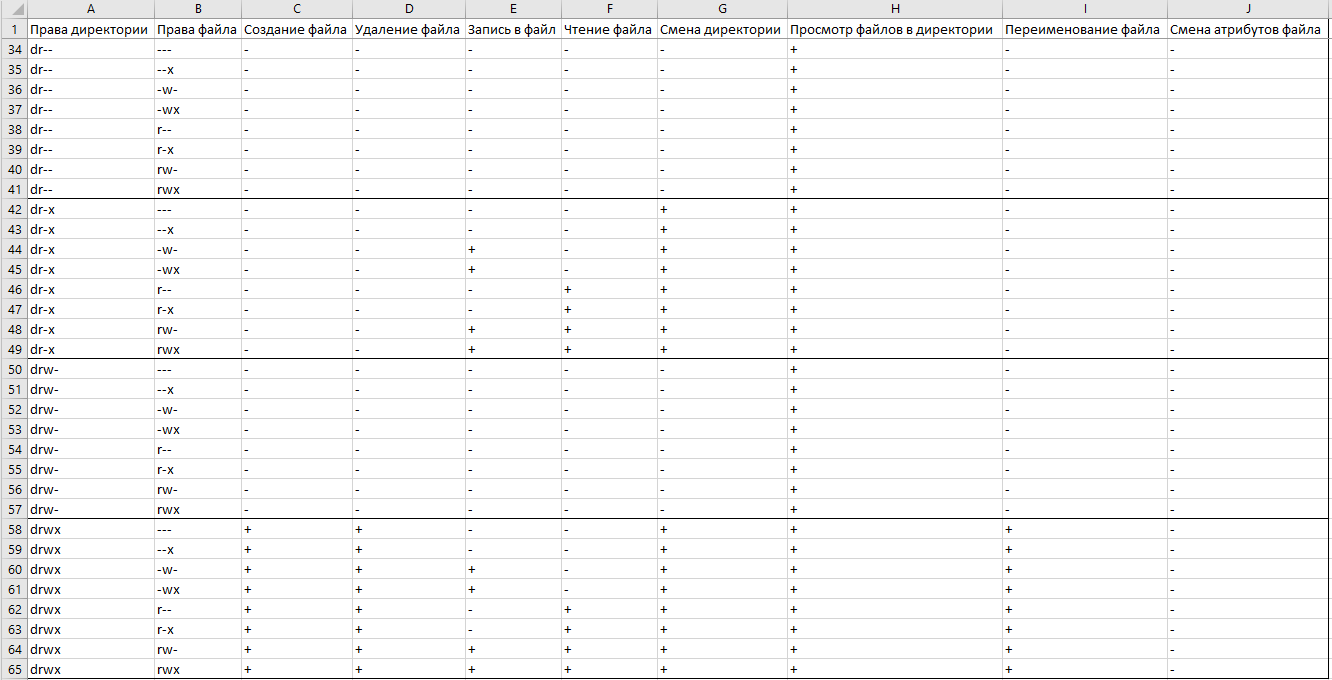 A B C D E F G H I J
1 Права директории Права файла Создание файла Удаление файла Запись в файл Чтение файла Смена директории Просмотр файлов в директории Переименование файла Смена атрибутов файла
34 dr-- --- - - - - - + - -
35 dr-- --x - - - - - + - -
36 dr-- -w- - - - - - + - -
37 dr-- -wx - - - - - + - -
38 dr-- r-- - - - - - + - -
39 dr-- r-x - - - - - + - -
40 dr-- rw- - - - - - + - -
41 dr-- rwx - - - - - + - -
42 dr-x --- - - - - + + - -
43 dr-x --x - - - - + + - -
44 dr-x -w- - - + - + + - -
45 dr-x -wx - - + - + + - -
46 dr-x r-- - - - + + + - -
47 dr-x r-x - - - + + + - -
48 dr-x rw- - - + + + + - -
49 dr-x rwx - - + + + + - -
50 drw- --- - - - - - + - -
51 drw- --x - - - - - + - -
52 drw- -w- - - - - - + - -
53 drw- -wx - - - - - + - -
54 drw- r-- - - - - - + - -
55 drw- r-x - - - - - + - -
56 drw- rw- - - - - - + - -
57 drw- rwx - - - - - + - -
58 drwx --- + + - - + + + -
59 drwx --x + + - - + + + -
60 drwx -w- + + + - + + + -
61 drwx -wx + + + - + + + -
62 drwx r-- + + - + + + + -
63 drwx r-x + + - + + + + -
64 drwx rw- + + + + + + + -
65 drwx rwx + + + + + + + -